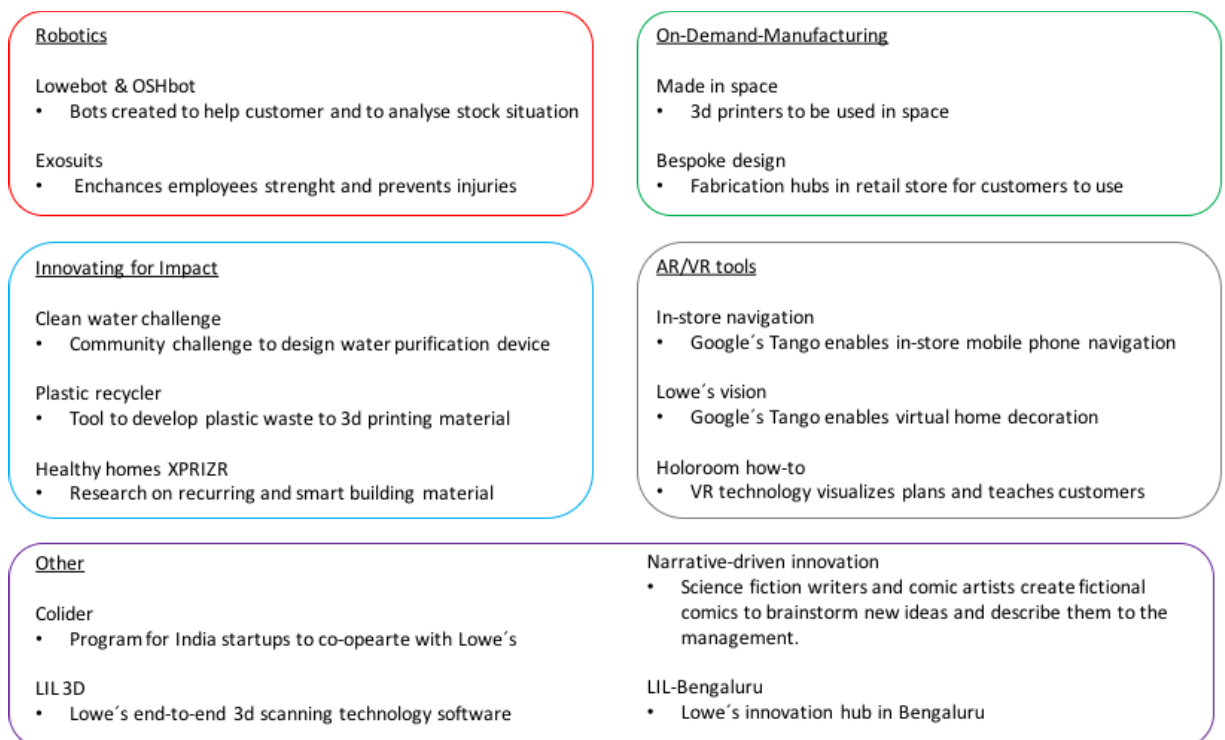 Robotics
Lowebot & OSHbot
• Bots created to help customer and to analyse stock situation
Exosuits
• Enchances employees strenght and prevents injuries
On-Demand-Manufacturing
Made in space
• 3d printers to be used in space
Bespoke design
• Fabrication hubs in retail store for customers to use
Innovating for Impact
Clean water challenge
• Community challenge to design water purification device
Plastic recycler
• Tool to develop plastic waste to 3d printing material
Healthy homes XPRIZR
• Research on recurring and smart building material
AR/VR tools
In-store navigation
• Google´s Tango enables in-store mobile phone navigation
Lowe´s vision
• Google´s Tango enables virtual home decoration
Holoroom how-to
• VR technology visualizes plans and teaches customers
Other
Colider
• Program for India startups to co-opearte with Lowe´s
LIL 3D
• Lowe´s end-to-end 3d scanning technology software
Narrative-driven innovation
• Science fiction writers and comic artists create fictional
comics to brainstorm new ideas and describe them to the
management.
LIL-Bengaluru
• Lowe´s innovation hub in Bengaluru